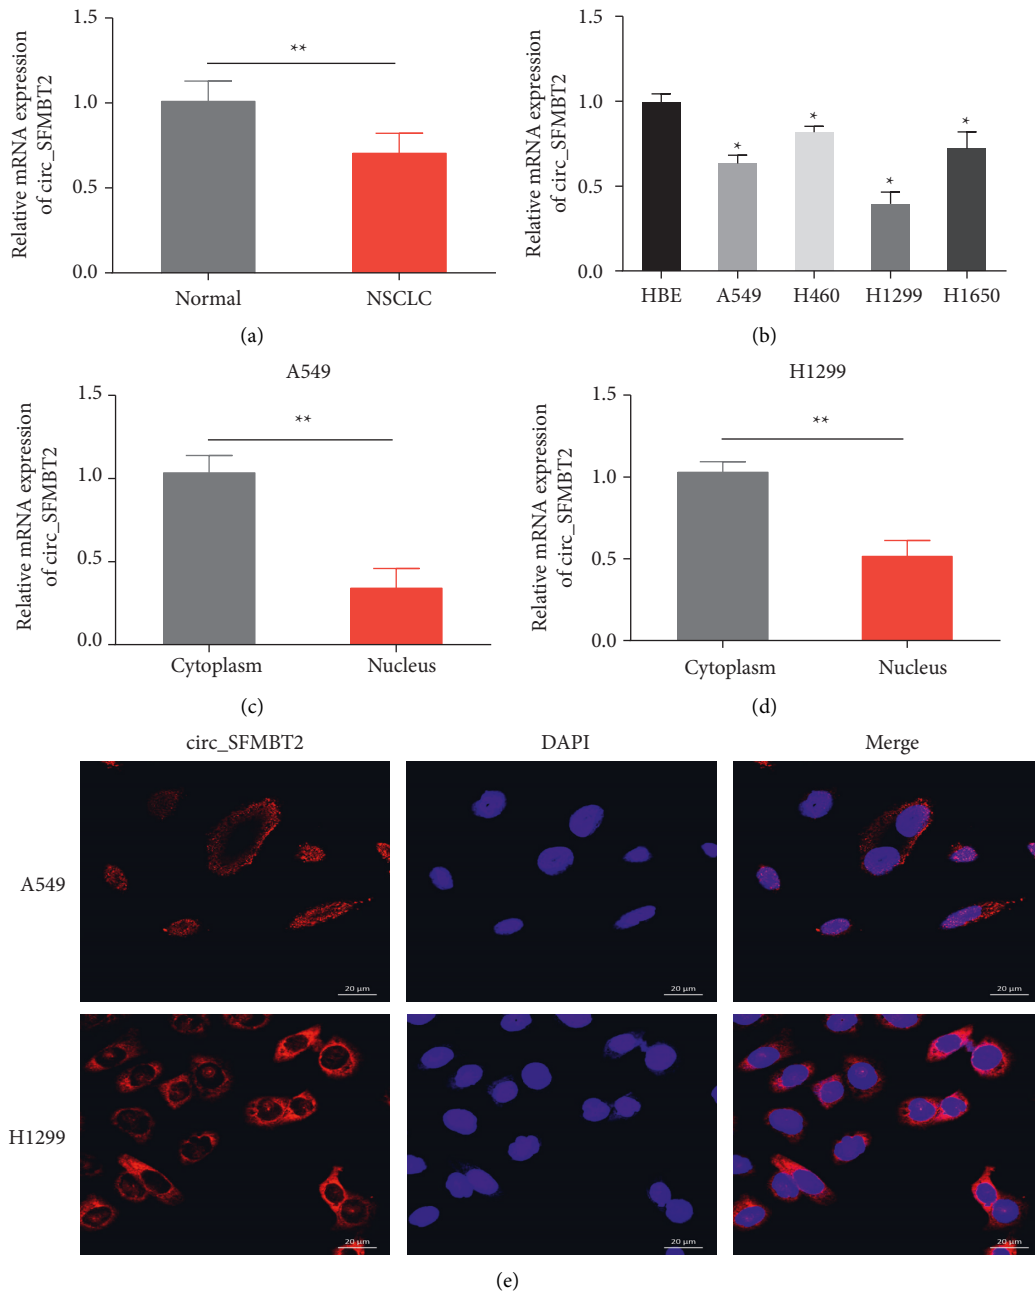 Relative mRNA expression
of circ_SFMBT2
1.5
1.0
0.5
0.0
**
Normal NSCLC
(a)
Relative mRNA expression
of circ_SFMBT2
1.5
1.0
0.5
0.0
* * * *
HBE A549 H460 H1299 H1650
(b)
A549
Relative mRNA expression
of circ_SFMBT2
1.5
1.0
0.5
0.0
**
Cytoplasm Nucleus
(c)
H1299
Relative mRNA expression
of circ_SFMBT2
1.5
1.0
0.5
0.0
**
Cytoplasm Nucleus
(d)
circ_SFMBT2 DAPI Merge
A549
20 μm 20 μm 20 μm
H1299
20 μm 20 μm 20 μm
(e)